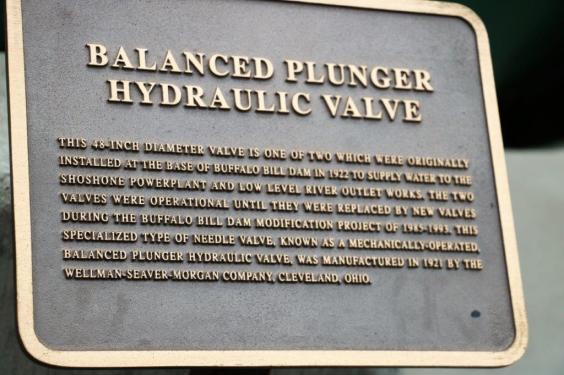 BALANCED PLUNGER
HYDRAULIC VALVE
THIS 48-INCH DIAMETER VALVE IS ONE OF TWO WHICH WERE ORIGINALLY
INSTALLED AT THE BASE OF BUFFALO BILL DAM IN 1922 TO SUPPLY WATER TO THE
SHOSHONE POWERPLANT AND LOW LEVEL RIVER OUTLET WORKS. THE TWO
VALVES WERE OPERATIONAL UNTIL THEY WERE REPLACED BY NEW VALVES
DURING THE BUFFALO BILL DAM MODIFICATION PROJECT OF 1985-1993. THIS
SPECIALIZED TYPE OF NEEDLE VALVE, KNOWN AS A MECHANICALLY-OPERATED,
BALANCED PLUNGER HYDRAULIC VALVE, WAS MANUFACTURED IN 1921 BY THE
WELLMAN-SEAVER-MORGAN COMPANY, CLEVELAND, OHIO.